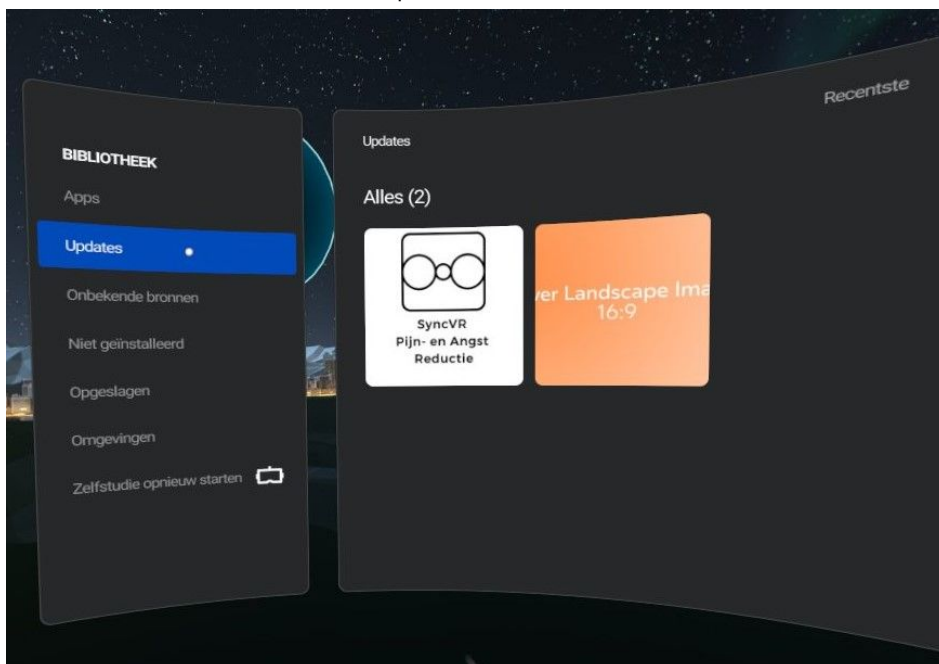 BIBLIOTHEEK
Apps
Updates
Onbekende bronnen
Niet geïnstalleerd
Opgeslagen
Omgevingen
Zelfstudie opnieuw starten
Recentste
Updates
Alles (2)
SyncVR
Pijn- en Angst
Reductie
er Landscape Ima
16:9